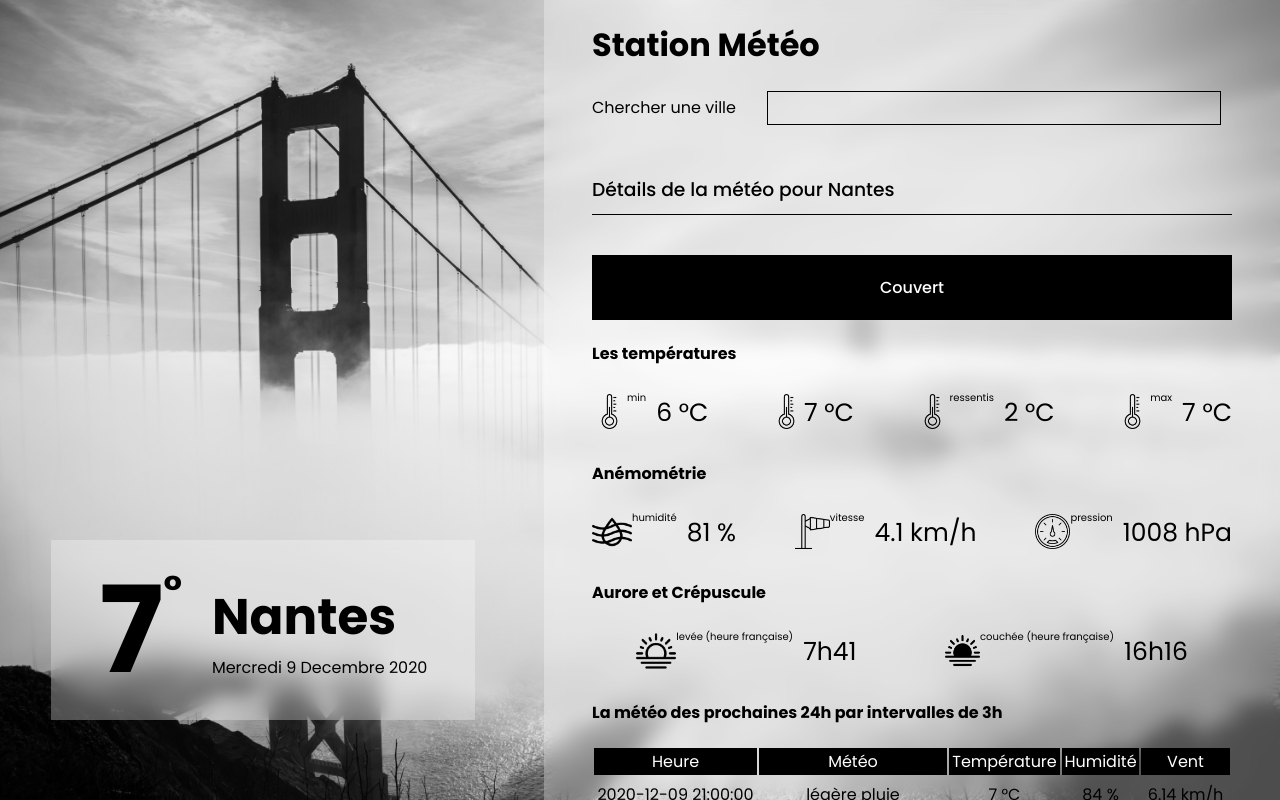 Station Météo
Chercher une ville
Détails de la météo pour Nantes
Couvert
Les températures
min 6 °C 7 °C ressentis 2 °C max 7 °C
Anémométrie
humidité 81 % vitesse 4.1 km/h pression 1008 hPa
Aurore et Crépuscule
levée (heure française) 7h41 couchée (heure française) 16h16
La météo des prochaines 24h par intervalles de 3h
Heure Météo Température Humidité Vent
2020-12-09 21:00:00 légère pluie 7 °C 84 % 6.14 km/h
7° Nantes
Mercredi 9 Decembre 2020